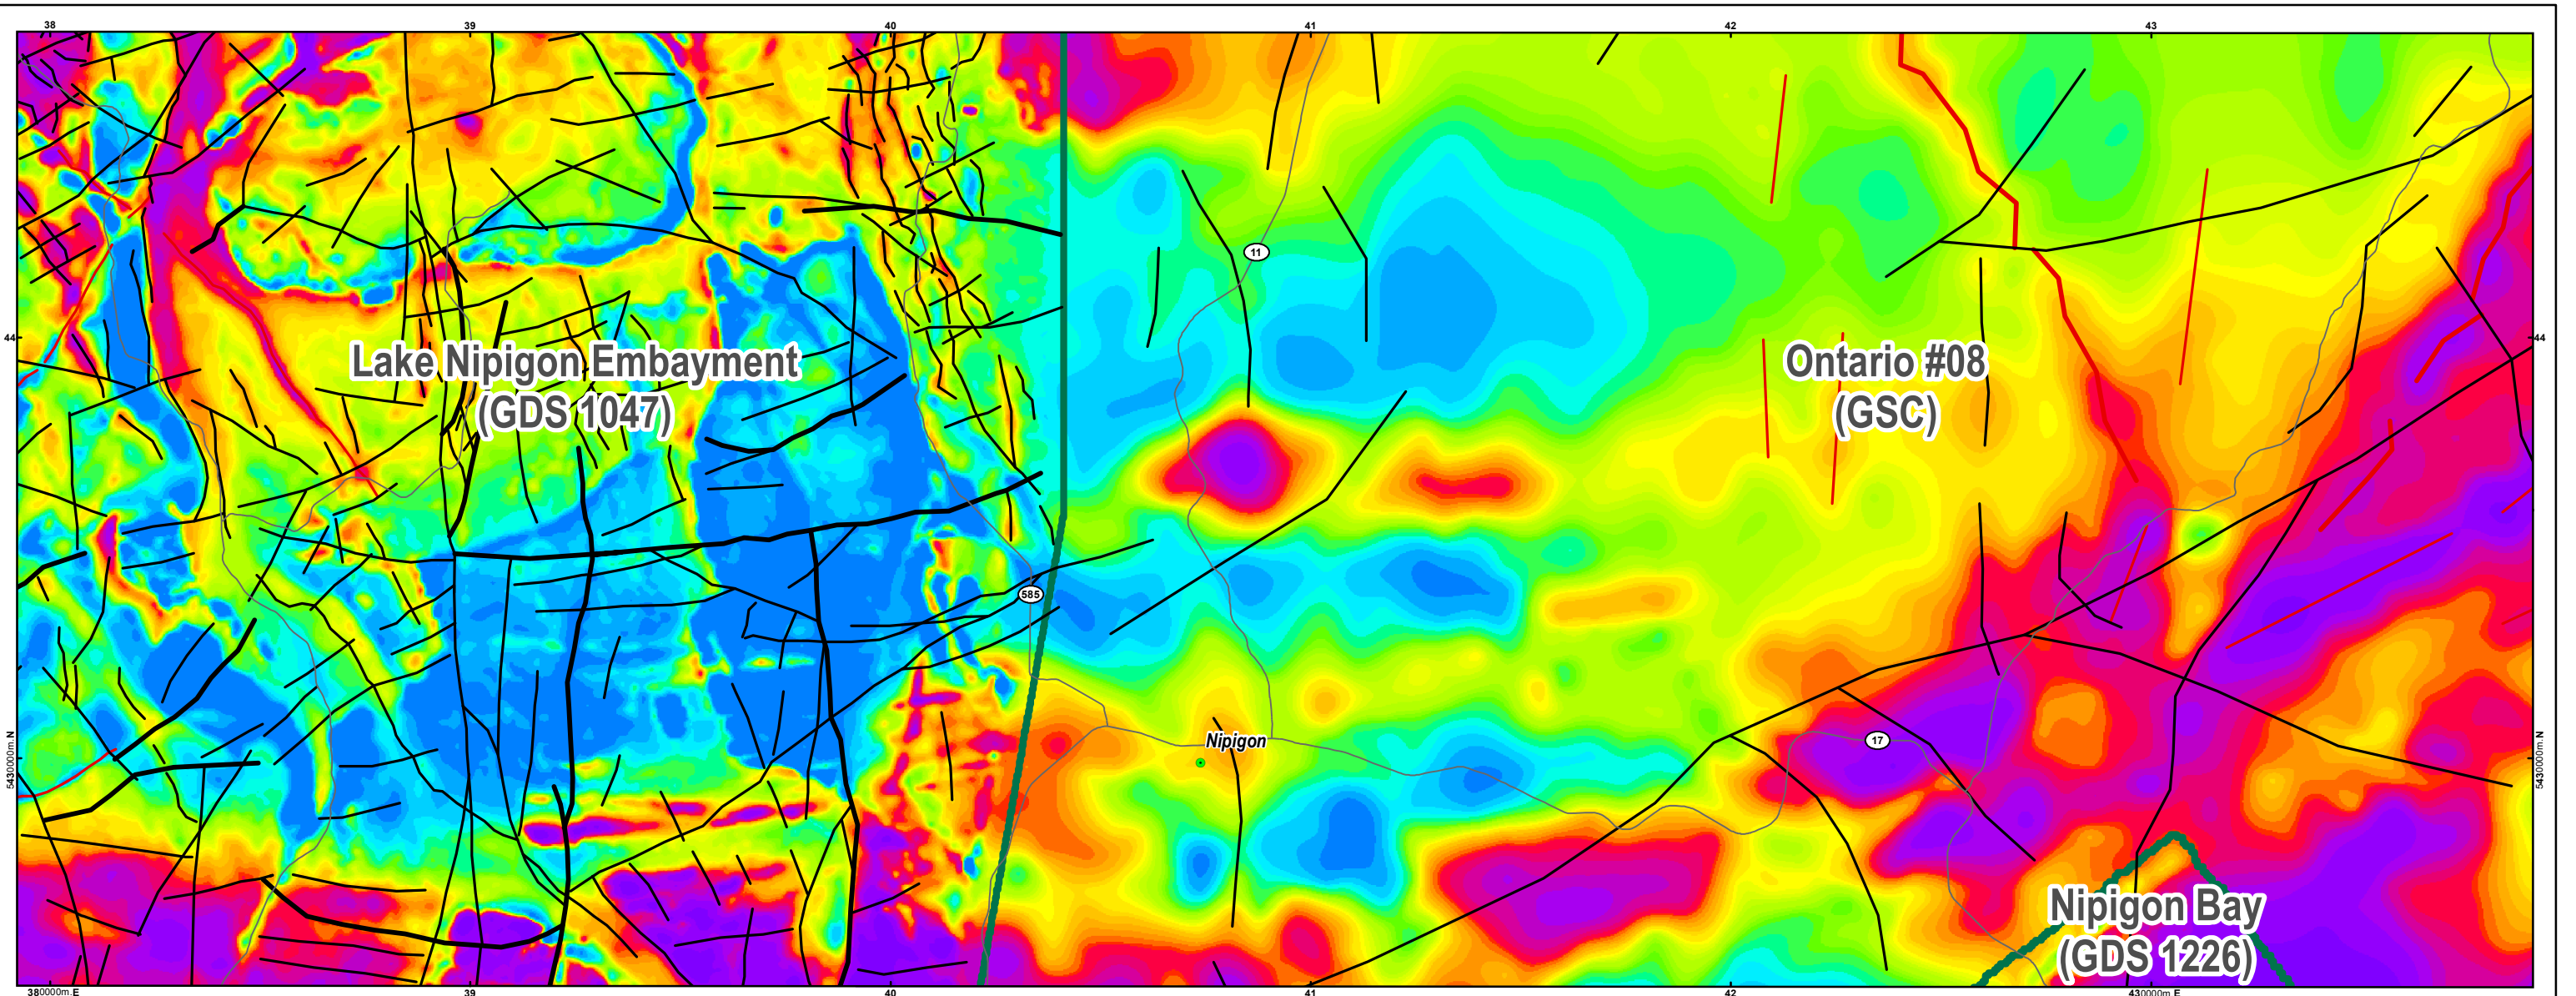 38 39 40 41 42 43
11
44 44
Lake Nipigon Embayment
(GDS 1047)
Ontario #08
(GSC)
585
Nipigon
17
5430000m.N
5430000m.N
Nipigon Bay
(GDS 1226)
380000m.E 39 40 41 42 430000m E